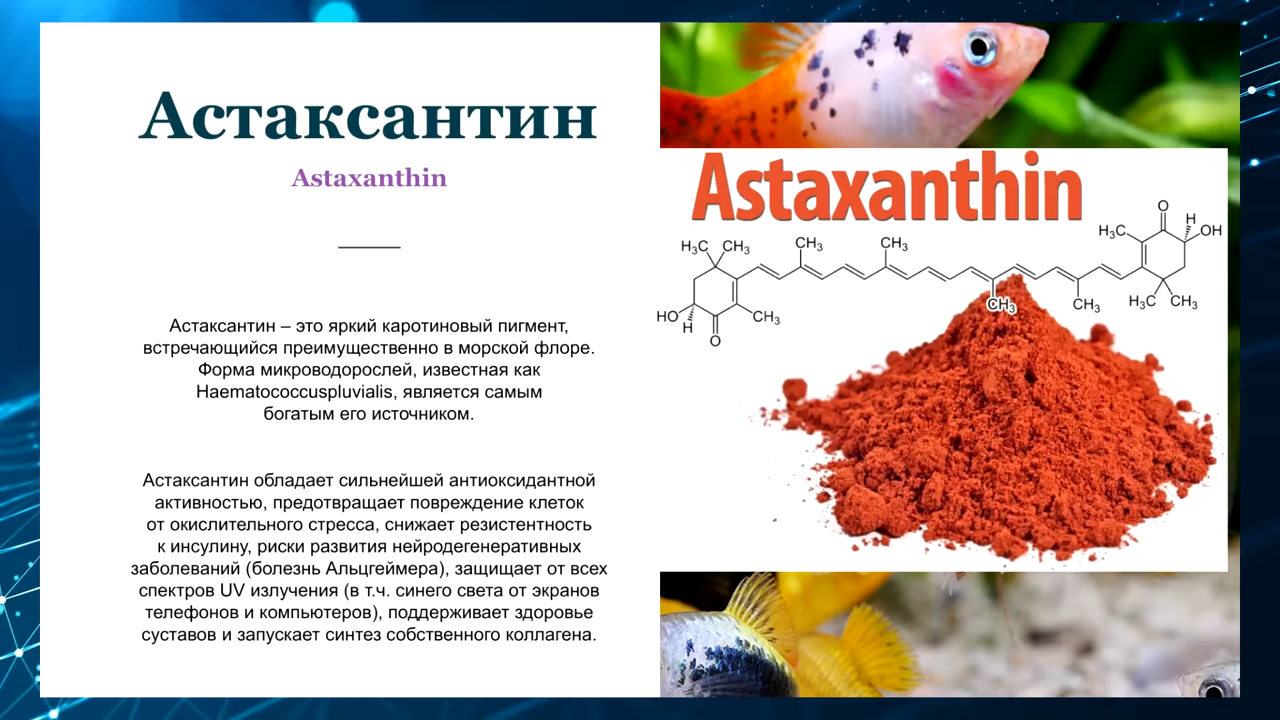 Астаксантин
Astaxanthin
Астаксантин – это яркий каротиновый пигмент,
встречающийся преимущественно в морской флоре.
Форма микроводорослей, известная как
Haematococcuspluvialis, является самым
богатым его источником.
Астаксантин обладает сильнейшей антиоксидантной
активностью, предотвращает повреждение клеток
от окислительного стресса, снижает резистентность
к инсулину, риски развития нейродегенеративных
заболеваний (болезнь Альцгеймера), защищает от всех
спектров UV излучения (в т.ч. синего света от экранов
телефонов и компьютеров), поддерживает здоровье
суставов и запускает синтез собственного коллагена.
Astaxanthin
H₃C CH₃ CH₃ CH₃ H₃C O H OH
HO H O CH₃ CH₃ CH₃ H₃C CH₃